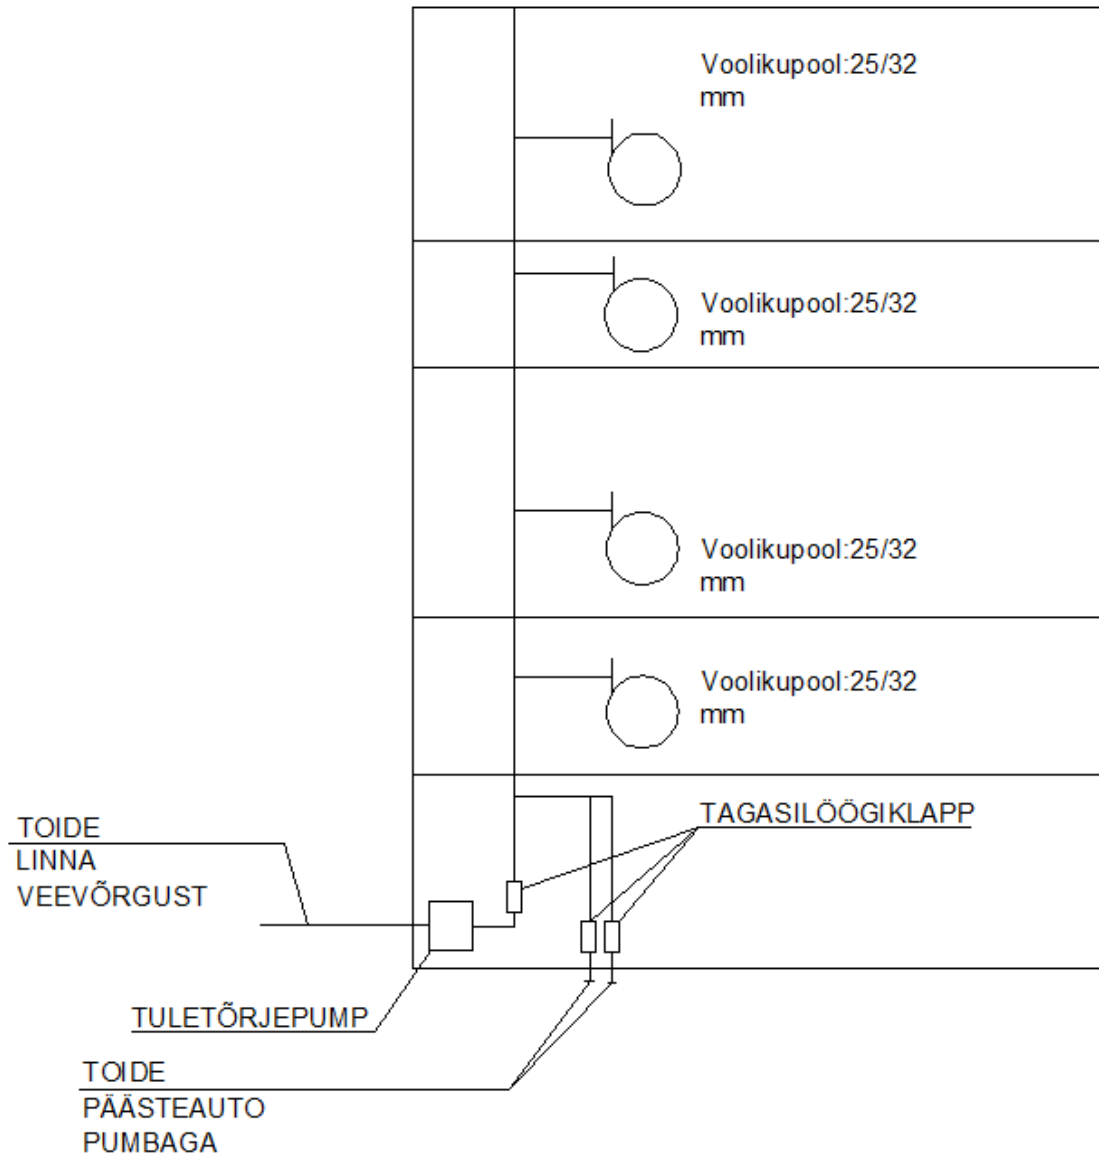 Voolikupool:25/32
mm
Voolikupool:25/32
mm
Voolikupool:25/32
mm
Voolikupool:25/32
mm
TAGASILÖÖGIKLAPP
TOIDE
LINNA
VEEVÕRGUST
TULETÕRJEPUMP
TOIDE
PÄÄSTEAUTO
PUMBAGA